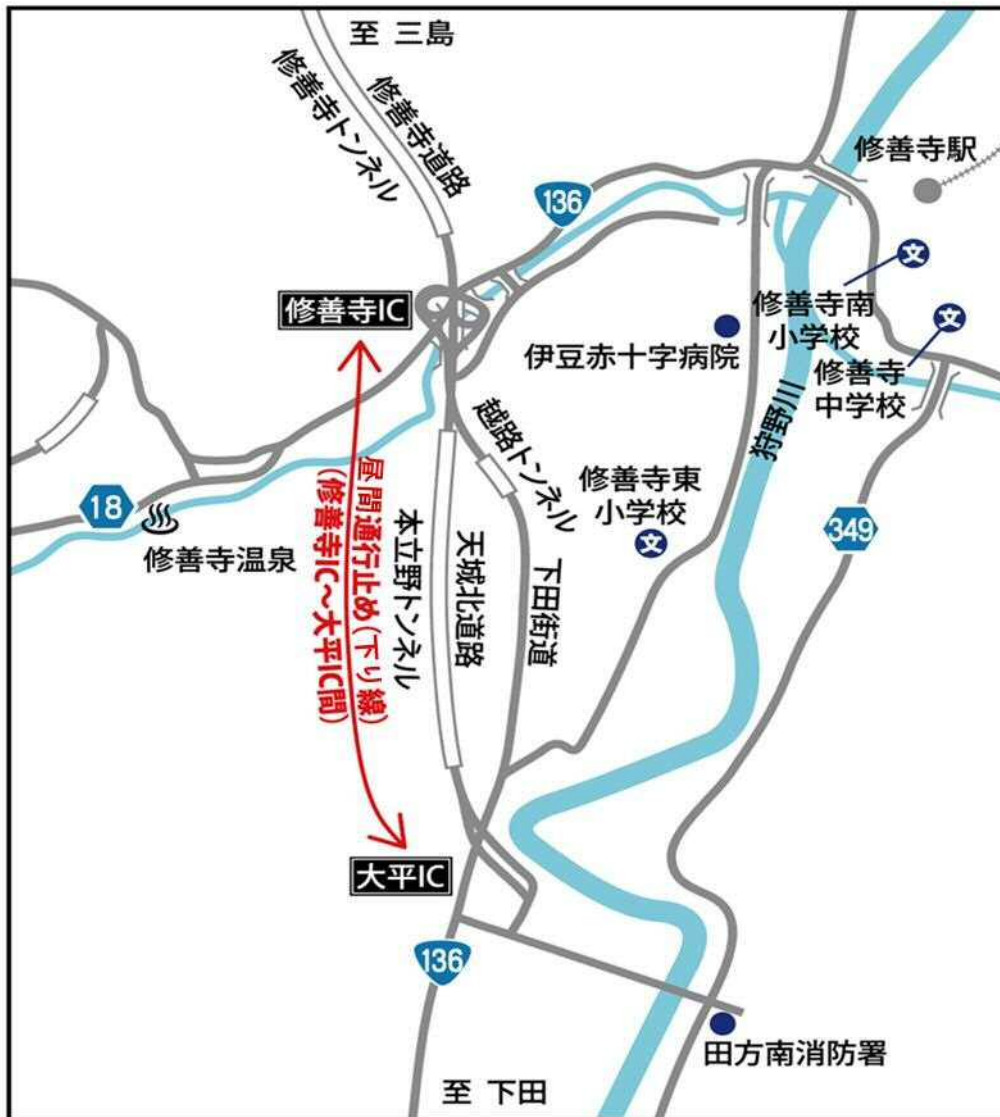 至 三島
修善寺トンネル
修善寺道路
136
修善寺駅
文
修善寺南
小学校
文
修善寺
中学校
修善寺IC
伊豆赤十字病院
狩野川
越路トンネル
修善寺東
小学校
文
18
修善寺温泉
349
昼間通行止め(下り線)
(修善寺IC～大平IC間)
本立野トンネル
天城北道路
下田街道
大平IC
136
田方南消防署
至 下田